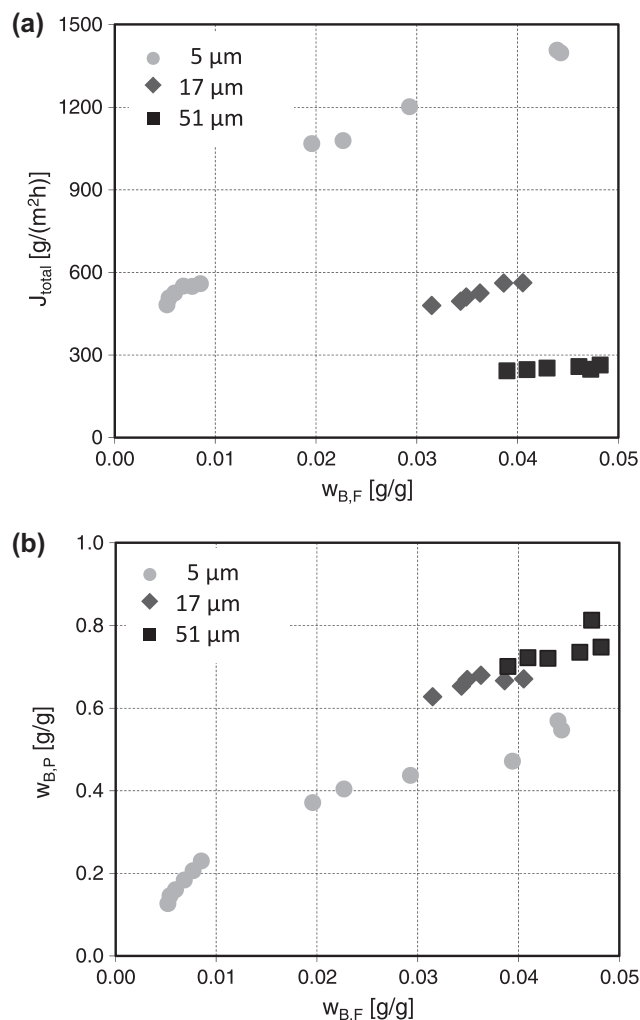 (a)
1500
1200
900
600
300
0
J_total [g/(m²h)]
5 µm
17 µm
51 µm
0.00 0.01 0.02 0.03 0.04 0.05
w_B,F [g/g]
(b)
1.0
0.8
0.6
0.4
0.2
0.0
w_B,P [g/g]
5 µm
17 µm
51 µm
0.00 0.01 0.02 0.03 0.04 0.05
w_B,F [g/g]